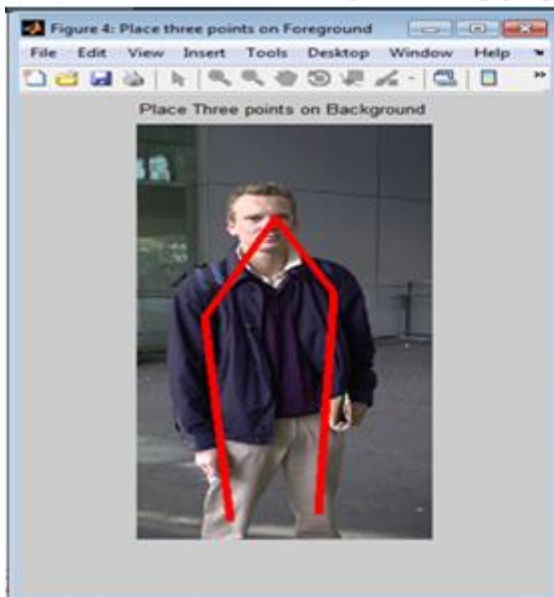 Figure 4: Place three points on Foreground
File Edit View Insert Tools Desktop Window Help
Place Three points on Background